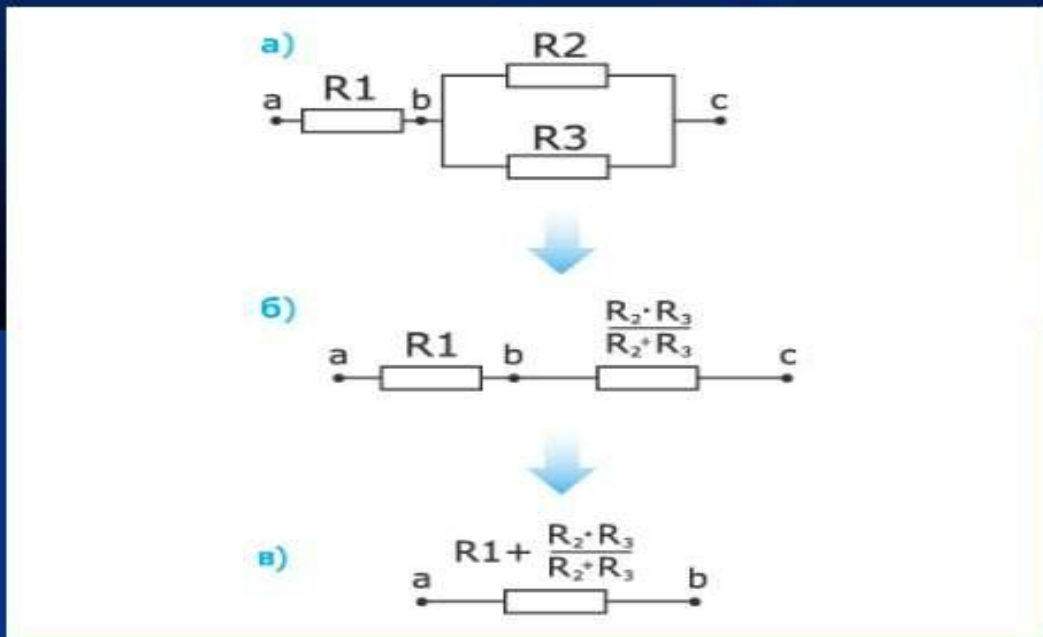 а)
R2
R1
a b c
R3
б)
R₂·R₃
R1
R₂+R₃
a b c
в)
R₂·R₃
R1+
R₂+R₃
a b